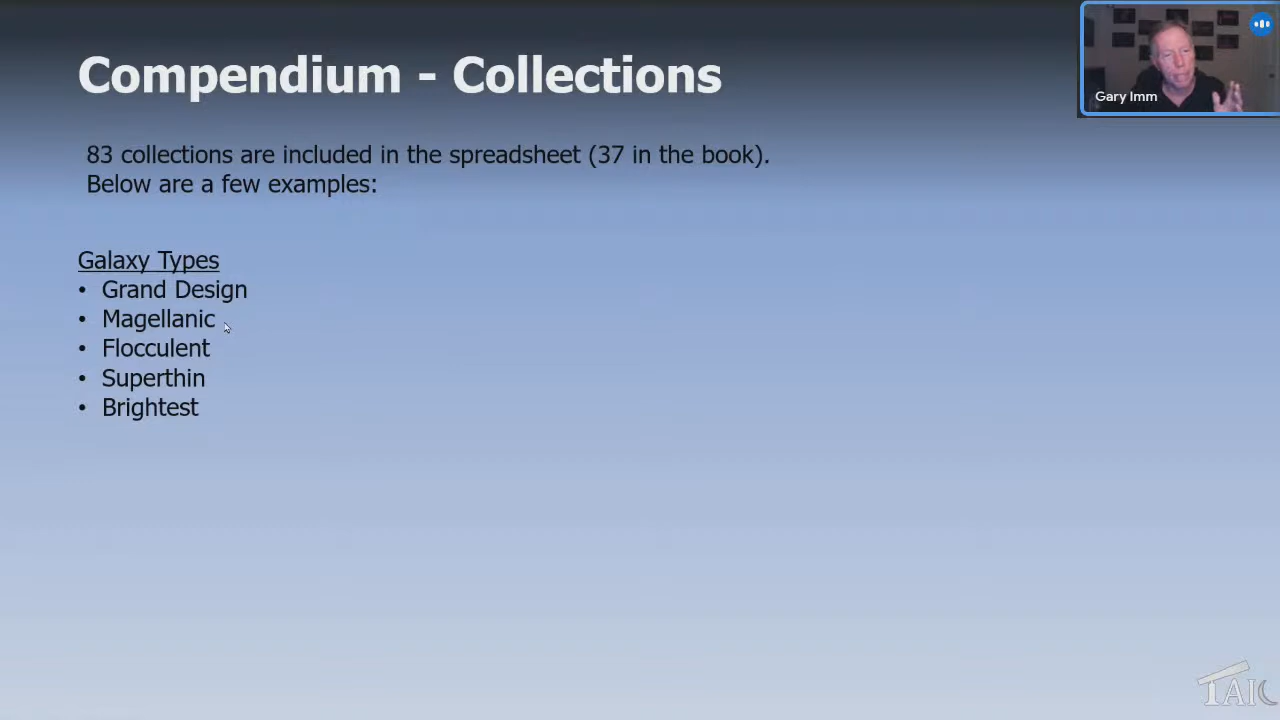 Compendium - Collections
Gary Imm
83 collections are included in the spreadsheet (37 in the book).
Below are a few examples:
Galaxy Types
• Grand Design
• Magellanic
• Flocculent
• Superthin
• Brightest
TAIC